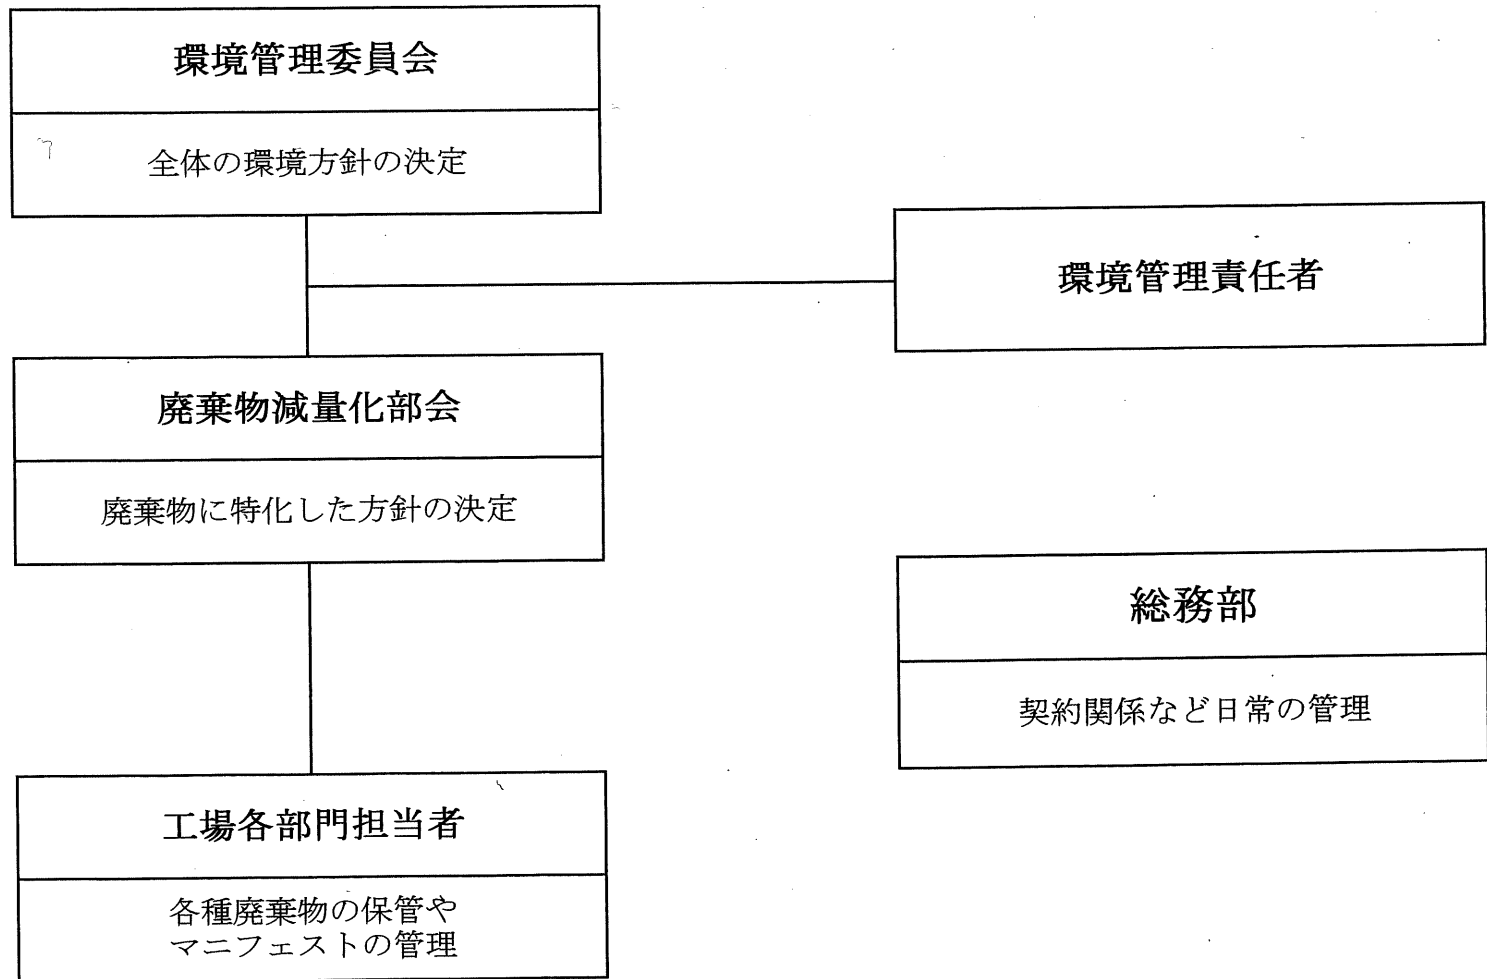 環境管理委員会
全体の環境方針の決定
環境管理責任者
廃棄物減量化部会
廃棄物に特化した方針の決定
総務部
契約関係など日常の管理
工場各部門担当者
各種廃棄物の保管や
マニフェストの管理